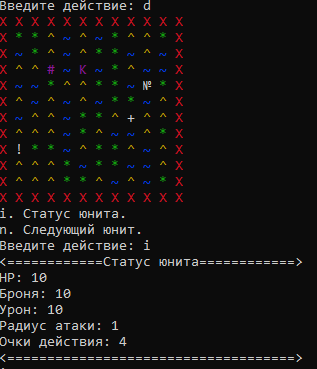 Введите действие: d
X X X X X X X X X X X X
X * * ^ ~ ^ ~ * ^ ^ * X
X ~ * ^ ~ ^ * * ~ ^ ~ X
X ^ ^ # ~ K ~ * ^ ~ ~ X
X ~ ~ * ^ ^ * * ~ № * X
X ^ ~ ^ ~ ^ ~ * * ~ ^ X
X ~ ^ ^ ~ * * ^ + ^ ^ X
X ^ ^ ^ ~ * ^ ~ ~ ^ * X
X ! * * ~ ^ * * * ~ ^ X
X ^ ^ ^ * ~ * * ~ ~ ^ X
X ^ ^ ^ * * ^ ~ ^ ~ * X
X X X X X X X X X X X X
i. Статус юнита.
n. Следующий юнит.
Введите действие: i
<============Статус юнита============>
HP: 10
Броня: 10
Урон: 10
Радиус атаки: 1
Очки действия: 4
<====================================>